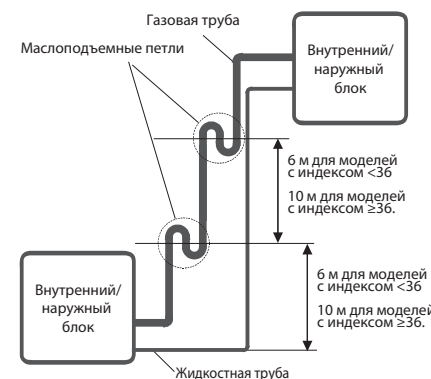 Газовая труба
Маслоподъемные петли
Внутренний/
наружный
блок
6 м для моделей
с индексом <36
10 м для моделей
с индексом ≥36.
Внутренний/
наружный
блок
6 м для моделей
с индексом <36
10 м для моделей
с индексом ≥36.
Жидкостная труба